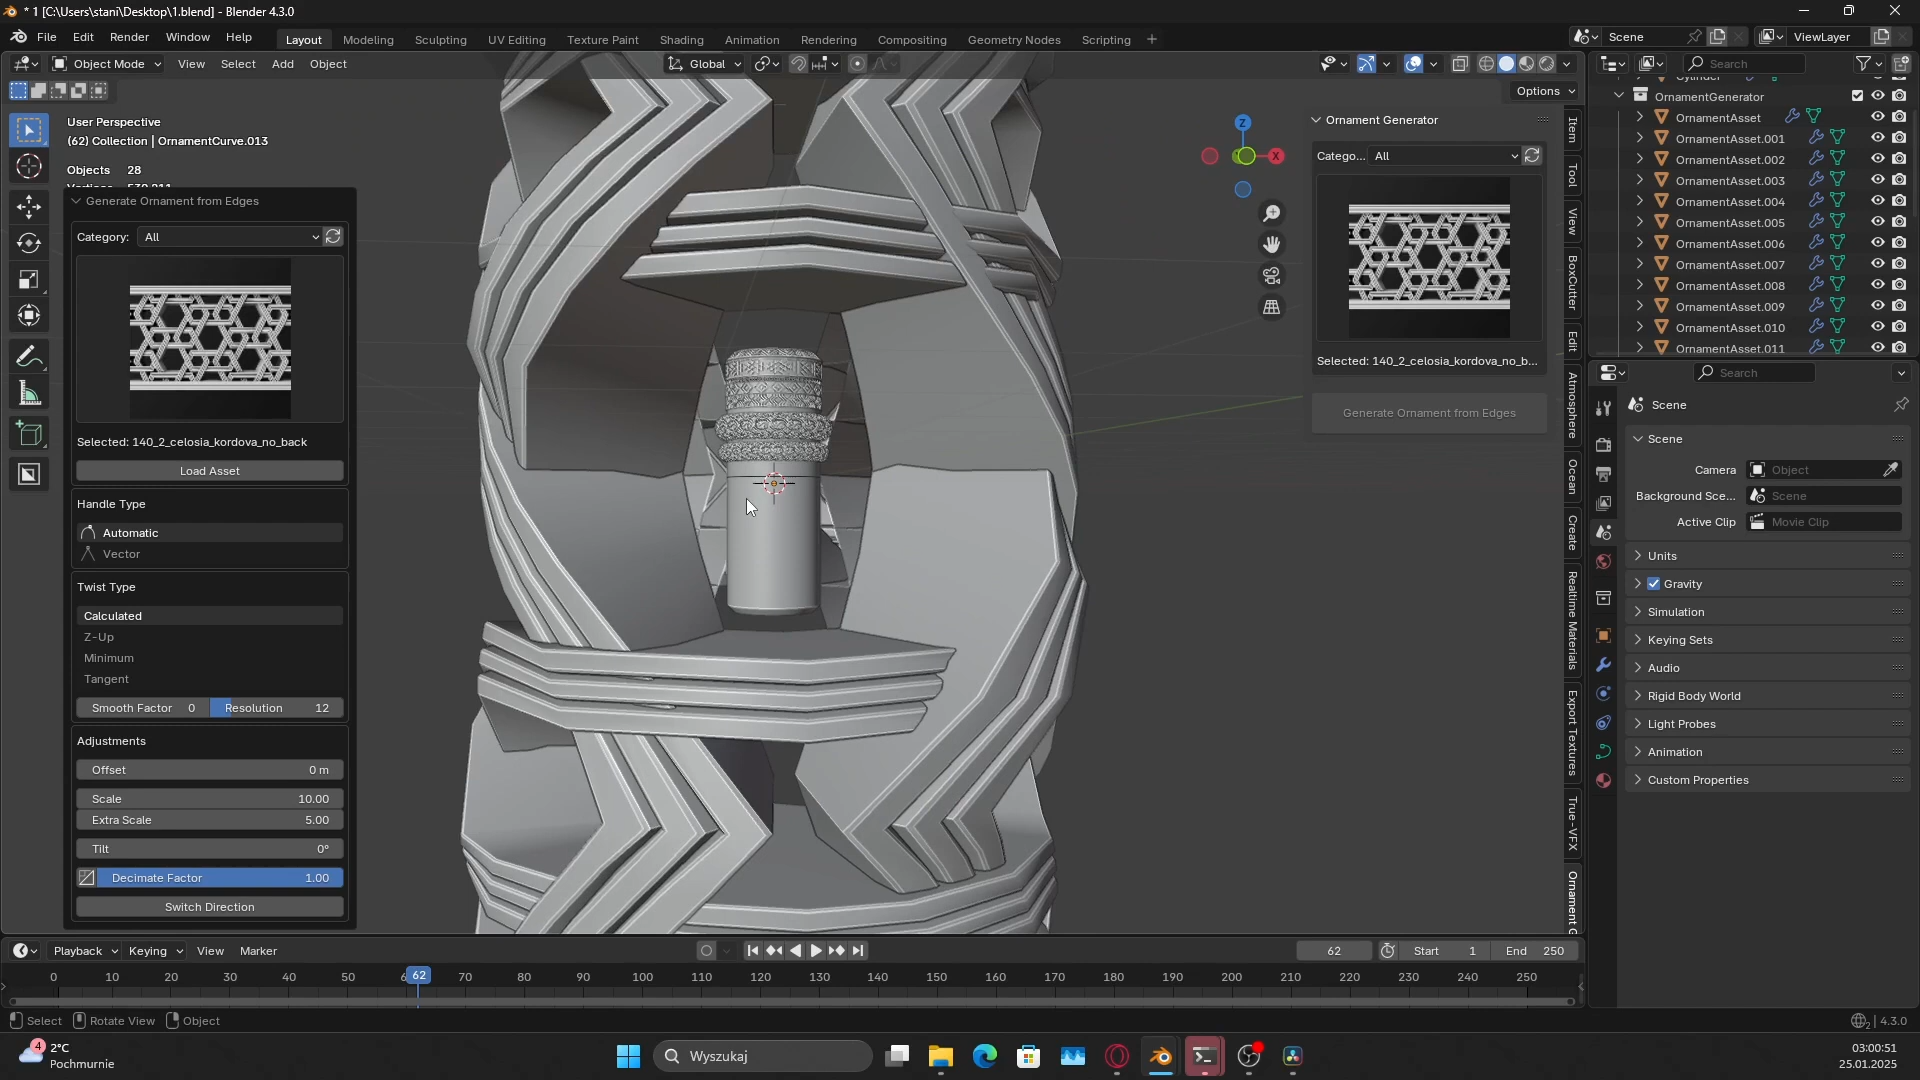 * 1 [C:\Users\stani\Desktop\1.blend] - Blender 4.3.0
File Edit Render Window Help
Layout Modeling Sculpting UV Editing Texture Paint Shading Animation Rendering Compositing Geometry Nodes Scripting +
Scene
ViewLayer
Object Mode View Select Add Object
Global
Search
Options
User Perspective
(62) Collection | OrnamentCurve.013
Objects 28
Generate Ornament from Edges
Category: All
Selected: 140_2_celosia_kordova_no_back
Load Asset
Handle Type
Automatic
Vector
Twist Type
Calculated
Z-Up
Minimum
Tangent
Smooth Factor 0 Resolution 12
Adjustments
Offset 0 m
Scale 10.00
Extra Scale 5.00
Tilt 0°
Decimate Factor 1.00
Switch Direction
Z
X
Ornament Generator
Catego... All
Selected: 140_2_celosia_kordova_no_b...
Generate Ornament from Edges
Item
Tool
View
BoxCutter
Edit
Atmosphere
Ocean
Create
Realtime Materials
Export Textures
True-VFX
Ornament G
Cylinder
OrnamentGenerator
OrnamentAsset
OrnamentAsset.001
OrnamentAsset.002
OrnamentAsset.003
OrnamentAsset.004
OrnamentAsset.005
OrnamentAsset.006
OrnamentAsset.007
OrnamentAsset.008
OrnamentAsset.009
OrnamentAsset.010
OrnamentAsset.011
Search
Scene
Scene
Camera Object
Background Sce... Scene
Active Clip Movie Clip
Units
Gravity
Simulation
Keying Sets
Audio
Rigid Body World
Light Probes
Animation
Custom Properties
Playback Keying View Marker
62 Start 1 End 250
0 10 20 30 40 50 6 62 70 80 90 100 110 120 130 140 150 160 170 180 190 200 210 220 230 240 250
Select Rotate View Object
4.3.0
4
2°C
Pochmurnie
Wyszukaj
03:00:51
25.01.2025